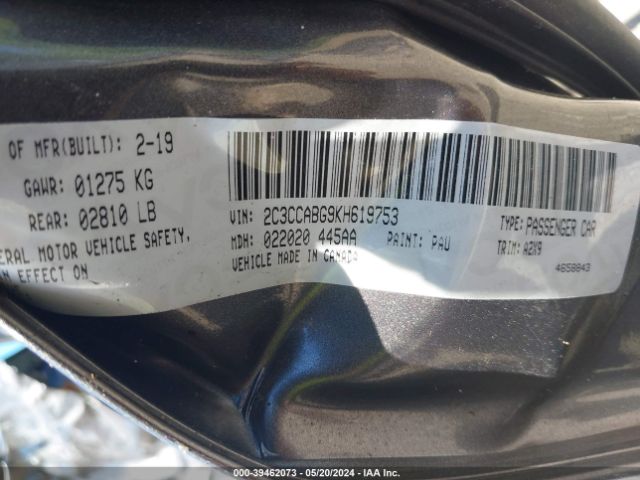 OF MFR(BUILT): 2-19
GAWR: 01275 KG
REAR: 02810 LB
ERAL MOTOR VEHICLE SAFETY,
N EFFECT ON
VIN: 2C3CCABG9KH619753
MDH: 022020 445AA PAINT: PAU
VEHICLE MADE IN CANADA
TYPE: PASSENGER CAR
TRIM: A2X9
4658843
000-39462073 - 05/20/2024 - IAA Inc.